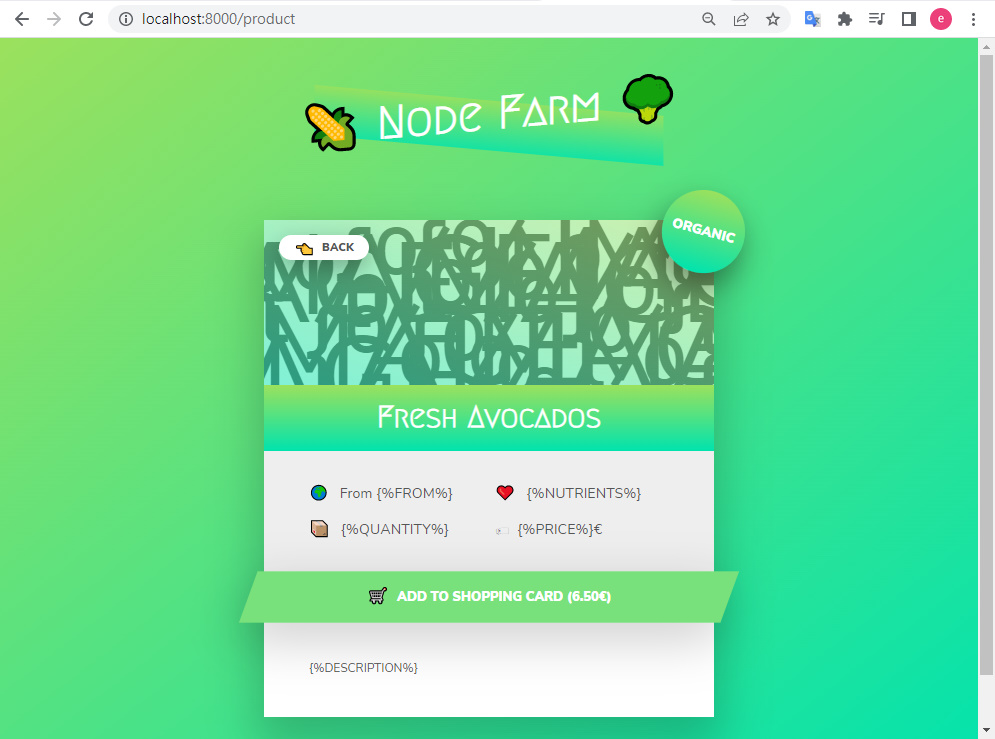 localhost:8000/product
e
Node Farm
ORGANIC
BACK
Fresh Avocados
From {%FROM%}
{%NUTRIENTS%}
{%QUANTITY%}
{%PRICE%}€
ADD TO SHOPPING CARD (6.50€)
{%DESCRIPTION%}